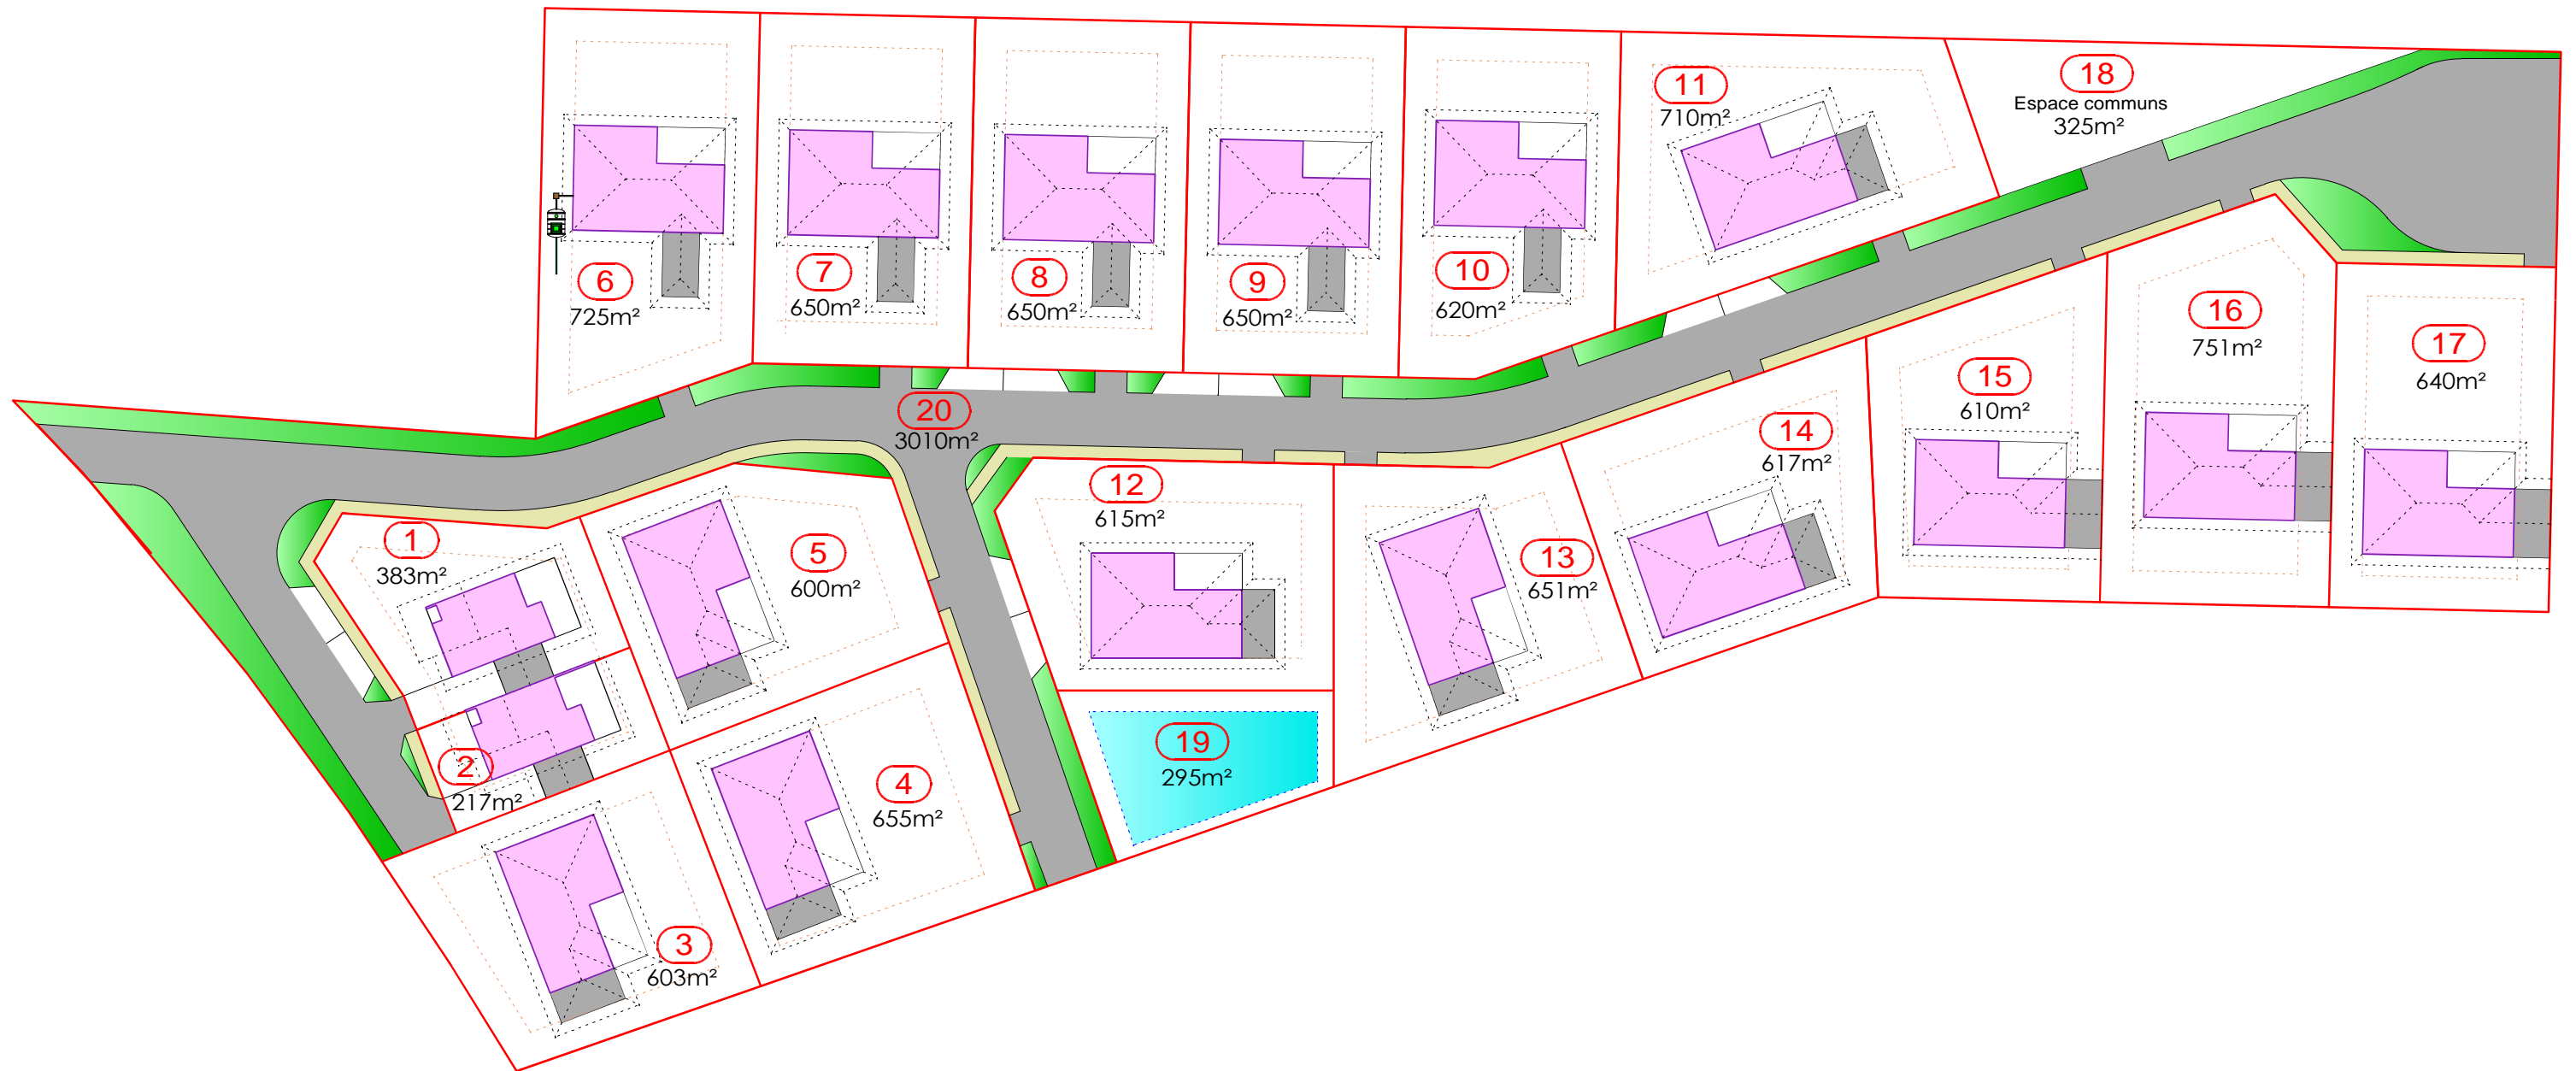 6
725m²
7
650m²
8
650m²
9
650m²
10
620m²
11
710m²
18
Espace communs
325m²
20
3010m²
1
383m²
2
217m²
5
600m²
4
655m²
3
603m²
12
615m²
19
295m²
13
651m²
14
617m²
15
610m²
16
751m²
17
640m²